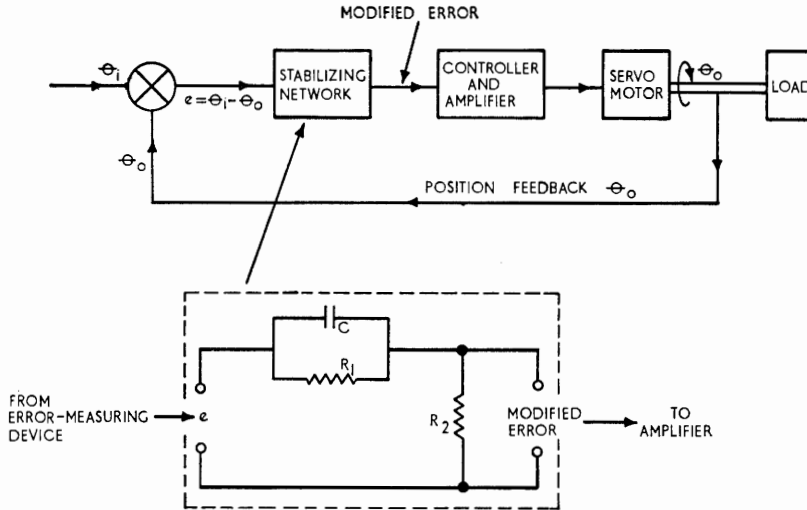 MODIFIED ERROR
θi
e = θi - θo
STABILIZING
NETWORK
CONTROLLER
AND
AMPLIFIER
SERVO
MOTOR
θo
LOAD
θo
POSITION FEEDBACK θo
C
R1
FROM
ERROR-MEASURING
DEVICE
e
R2
MODIFIED
ERROR
TO
AMPLIFIER